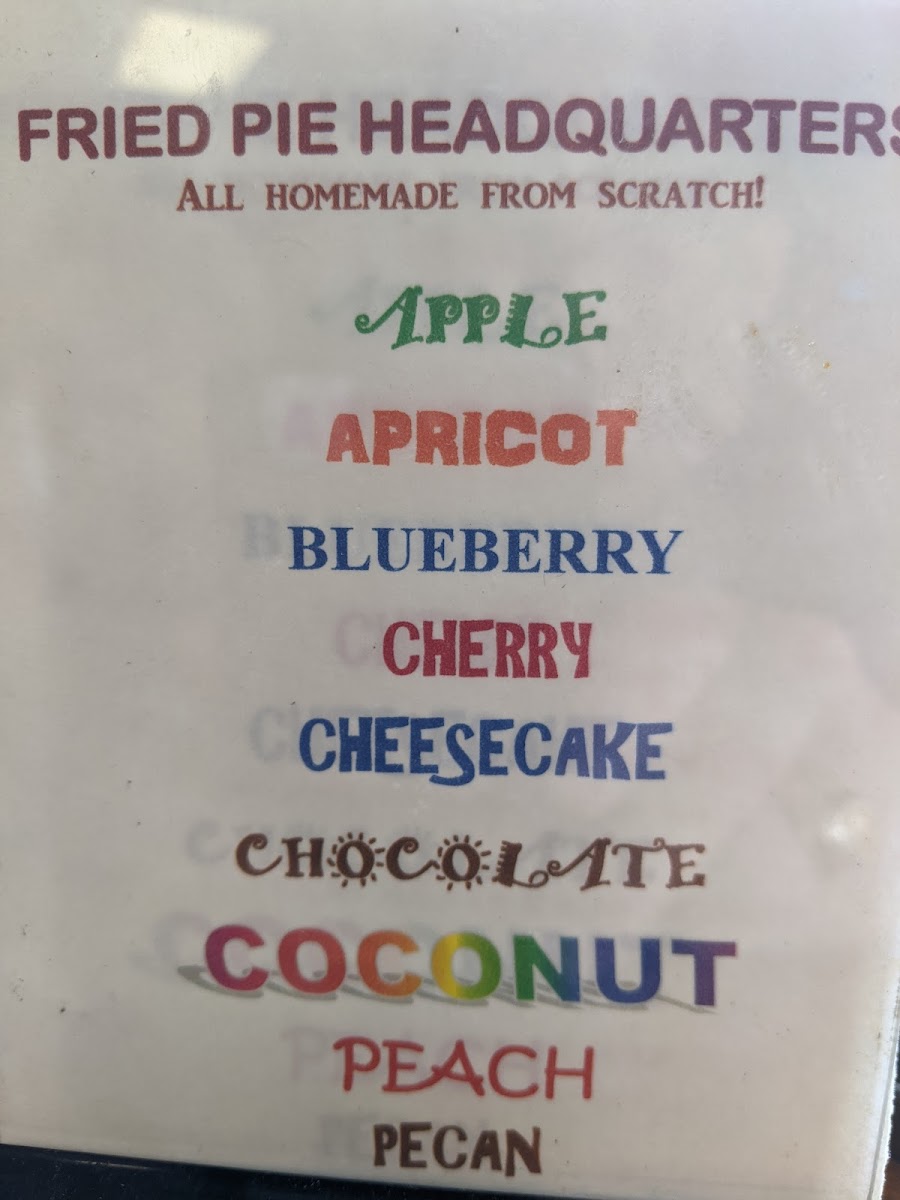 FRIED PIE HEADQUARTERS
ALL HOMEMADE FROM SCRATCH!
APPLE
APRICOT
BLUEBERRY
CHERRY
CHEESECAKE
CHOCOLATE
COCONUT
PEACH
PECAN